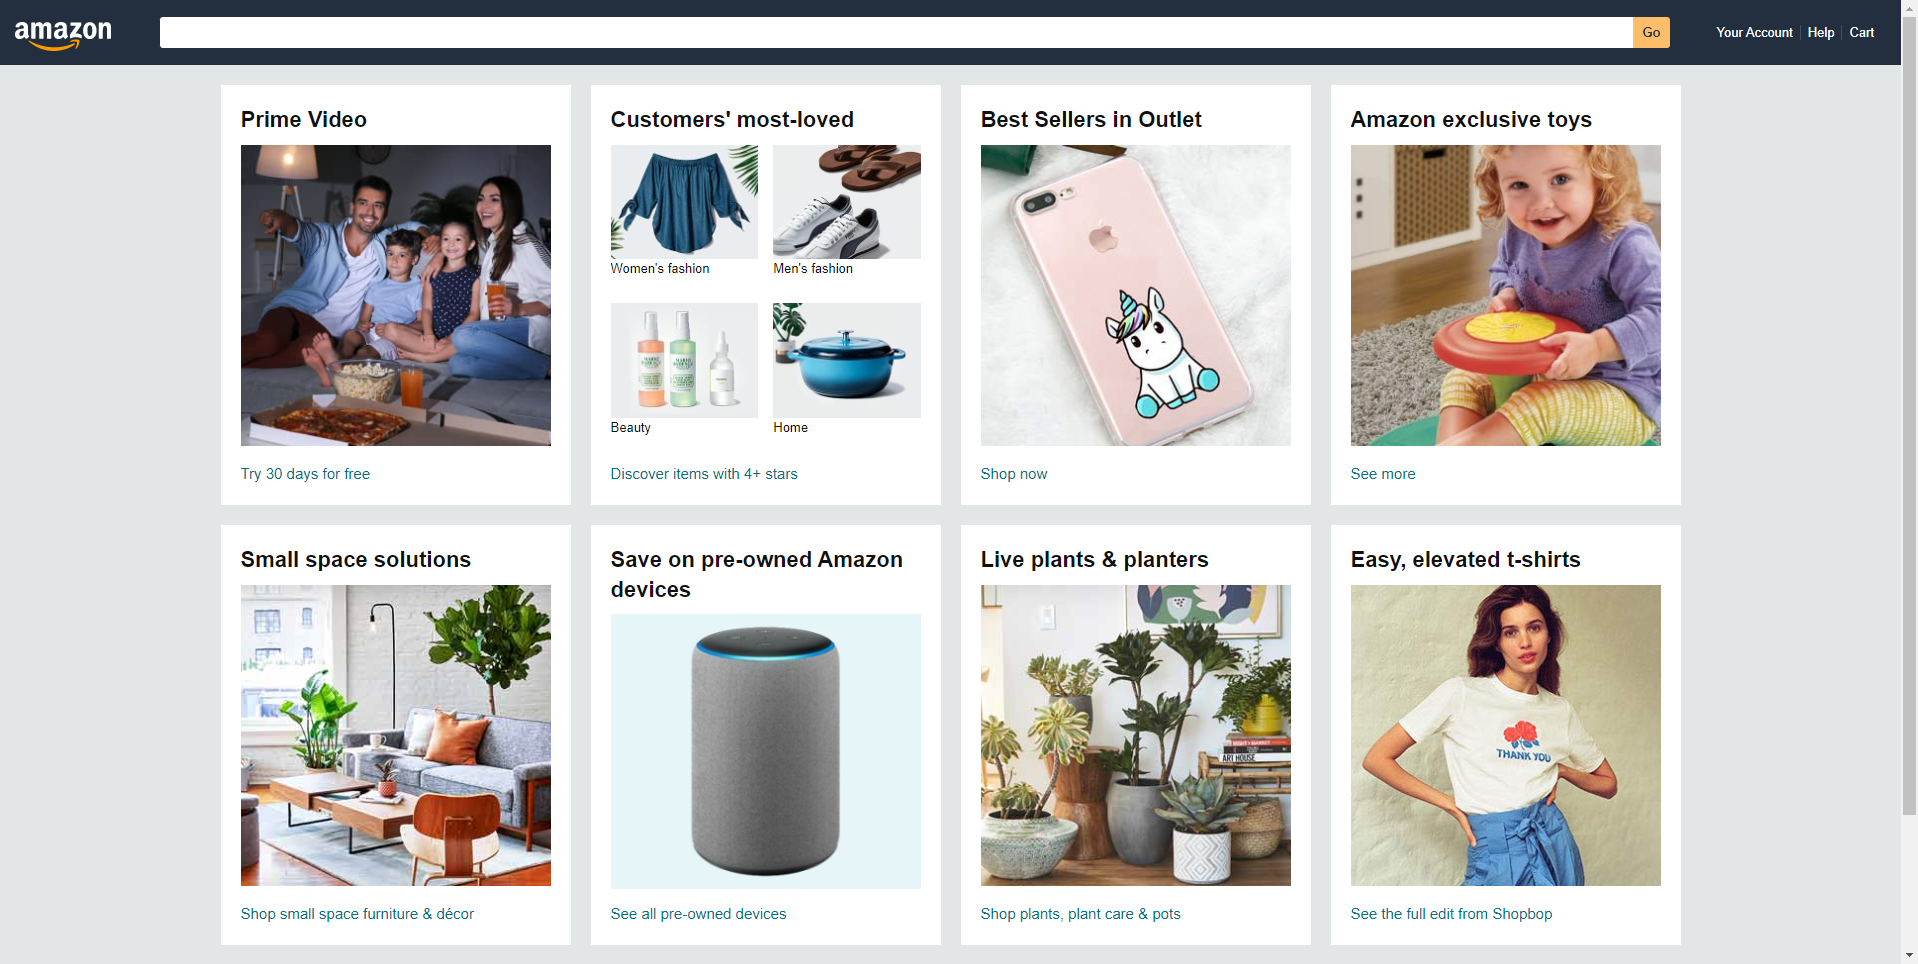 amazon
Go
Your Account
Help
Cart
Prime Video
Try 30 days for free
Customers' most-loved
Women's fashion
Men's fashion
Beauty
Home
Discover items with 4+ stars
Best Sellers in Outlet
Shop now
Amazon exclusive toys
See more
Small space solutions
Shop small space furniture & décor
Save on pre-owned Amazon
devices
See all pre-owned devices
Live plants & planters
ART HOUSE
Shop plants, plant care & pots
Easy, elevated t-shirts
THANK YOU
See the full edit from Shopbop